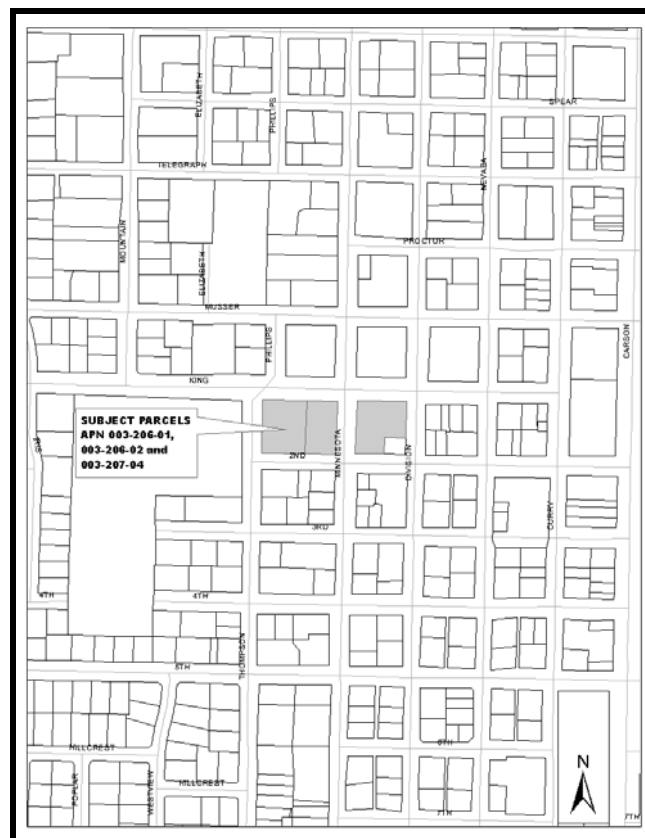 SPEAR
ELIZABETH
PHILLIPS
TELEGRAPH
NEVADA
MOUNTAIN
PROCTOR
ELIZABETH
MUSSER
CARSON
PHILLIPS
KING
SUBJECT PARCELS
APN 003-206-01,
003-206-02 and
003-207-04
2ND
MINNESOTA
DIVISION
3RD
CURRY
4TH
4TH
5TH
THOMPSON
HILLCREST
6TH
HILLCREST
POPLAR
WESTVIEW
N
7TH
7TH